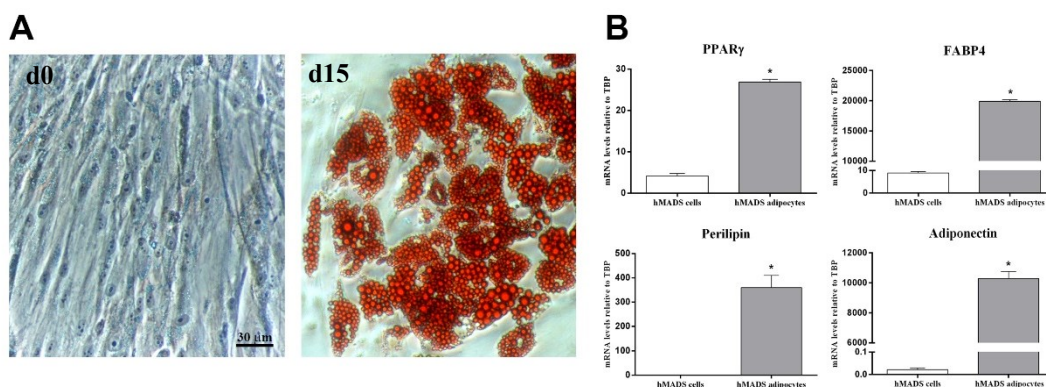 A
d0
30 µm
d15
B
PPARγ
mRNA levels relative to TBP
30
20
10
0
*
hMADS cells
hMADS adipocytes
FABP4
mRNA levels relative to TBP
25000
20000
15000
10000
10
0
*
hMADS cells
hMADS adipocytes
Perilipin
mRNA levels relative to TBP
600
500
400
300
200
100
0
*
hMADS cells
hMADS adipocytes
Adiponectin
mRNA levels relative to TBP
12000
10000
8000
6000
0.1
0.0
*
hMADS cells
hMADS adipocytes